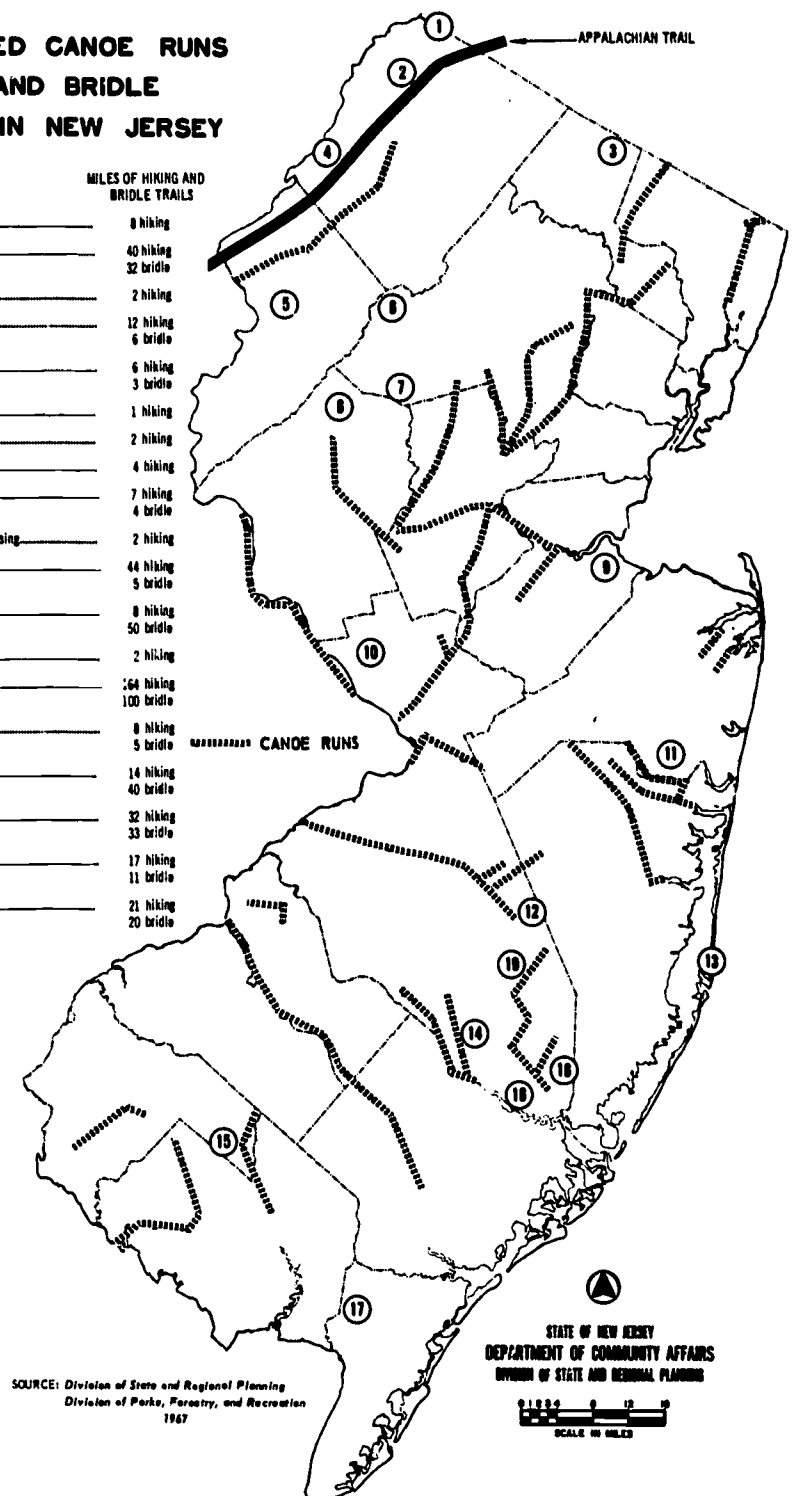 ED CANOE RUNS
AND BRIDLE
IN NEW JERSEY
MILES OF HIKING AND
BRIDLE TRAILS
8 hiking
40 hiking
32 bridle
2 hiking
12 hiking
6 bridle
6 hiking
3 bridle
1 hiking
2 hiking
4 hiking
7 hiking
4 bridle
sing
2 hiking
44 hiking
5 bridle
8 hiking
50 bridle
2 hiking
164 hiking
100 bridle
8 hiking
5 bridle
CANOE RUNS
14 hiking
40 bridle
32 hiking
33 bridle
17 hiking
11 bridle
21 hiking
20 bridle
APPALACHIAN TRAIL
1
2
3
4
5
7
9
10
11
12
13
19
14
15
17
STATE OF NEW JERSEY
DEPARTMENT OF COMMUNITY AFFAIRS
DIVISION OF STATE AND REGIONAL PLANNING
SCALE IN MILES
SOURCE: Division of State and Regional Planning
Division of Parks, Forestry, and Recreation
1967